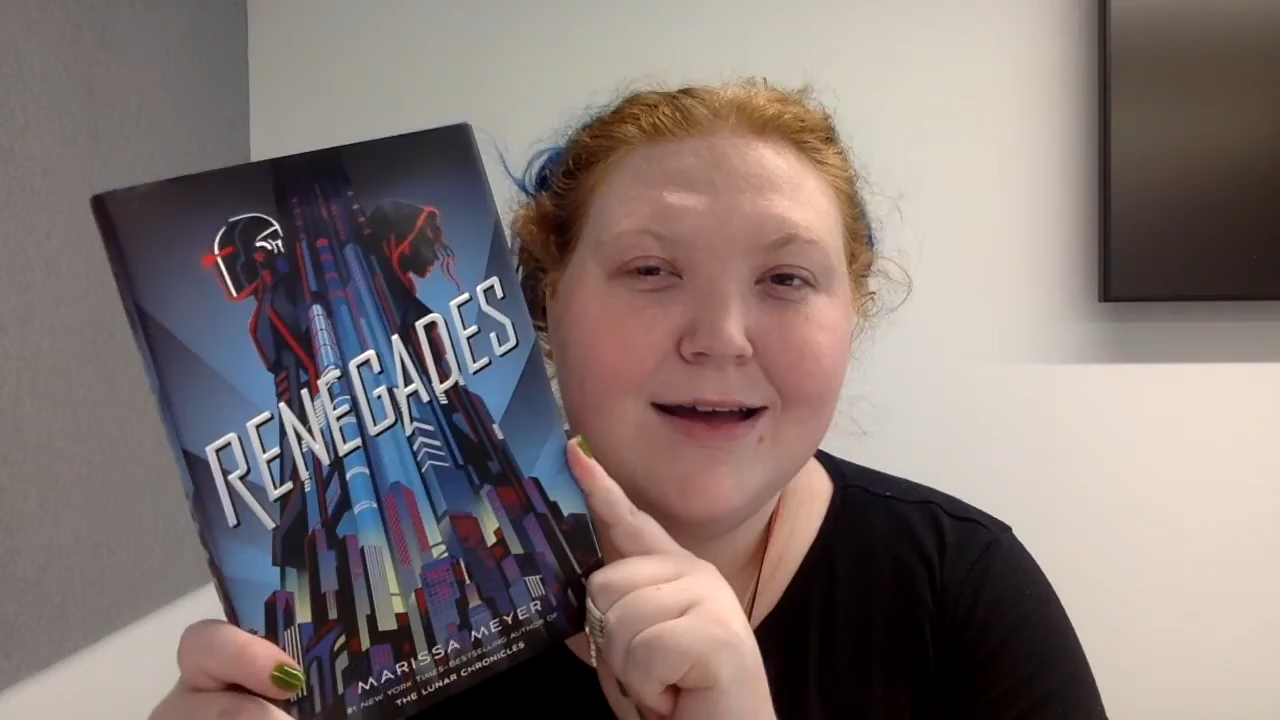 RENEGADES
MARISSA MEYER
#1 NEW YORK TIMES-BESTSELLING AUTHOR OF
THE LUNAR CHRONICLES